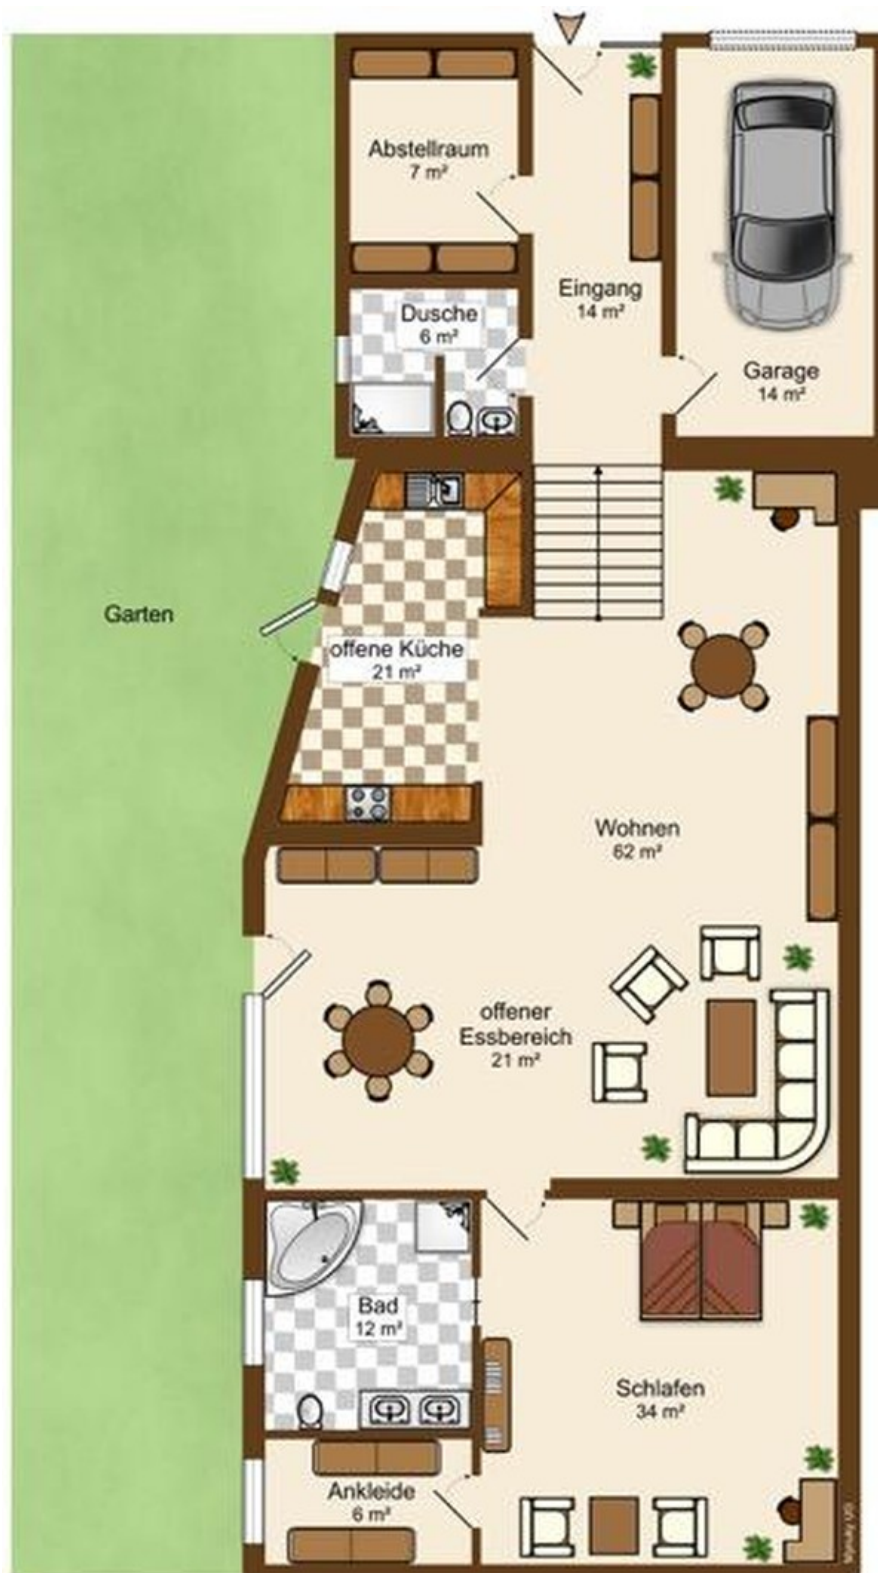 Abstellraum
7 m²
Eingang
14 m²
Dusche
6 m²
Garage
14 m²
Garten
offene Küche
21 m²
Wohnen
62 m²
offener
Essbereich
21 m²
Bad
12 m²
Schlafen
34 m²
Ankleide
6 m²